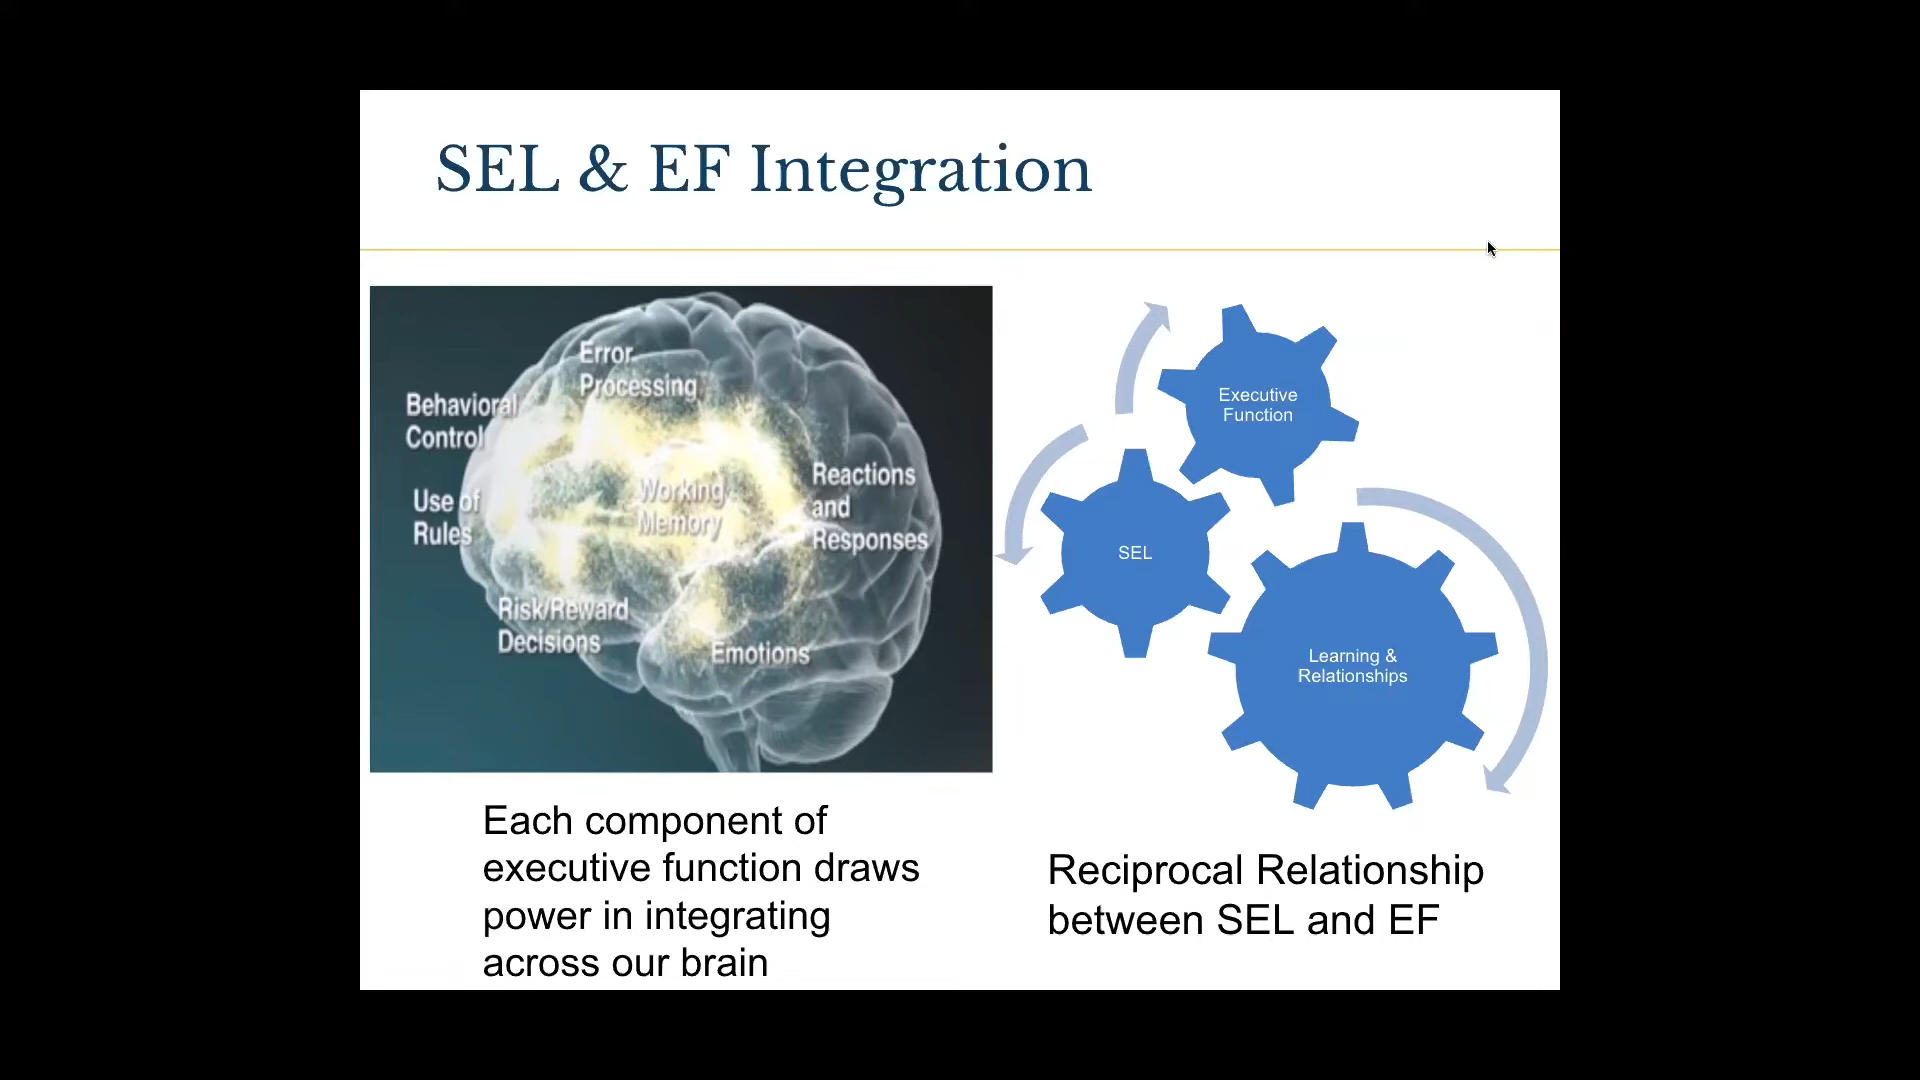 SEL & EF Integration
Error
Processing
Behavioral
Control
Use of
Rules
Working
Memory
Reactions
and
Responses
Risk/Reward
Decisions
Emotions
Executive
Function
SEL
Learning &
Relationships
Each component of
executive function draws
power in integrating
across our brain
Reciprocal Relationship
between SEL and EF